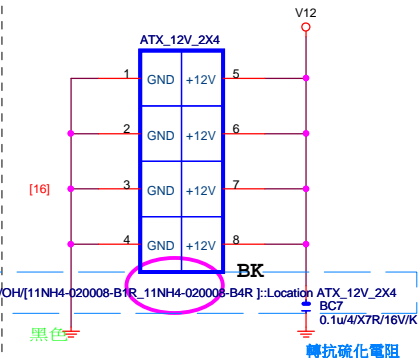 V12
ATX_12V_2X4
1 GND +12V 5
2 GND +12V 6
[16] 3 GND +12V 7
4 GND +12V 8
BK
/OH/[11NH4-020008-B1R_11NH4-020008-B4R ]::Location ATX_12V_2X4
BC7
0.1u/4/X7R/16V/K
黑色
轉抗硫化電阻